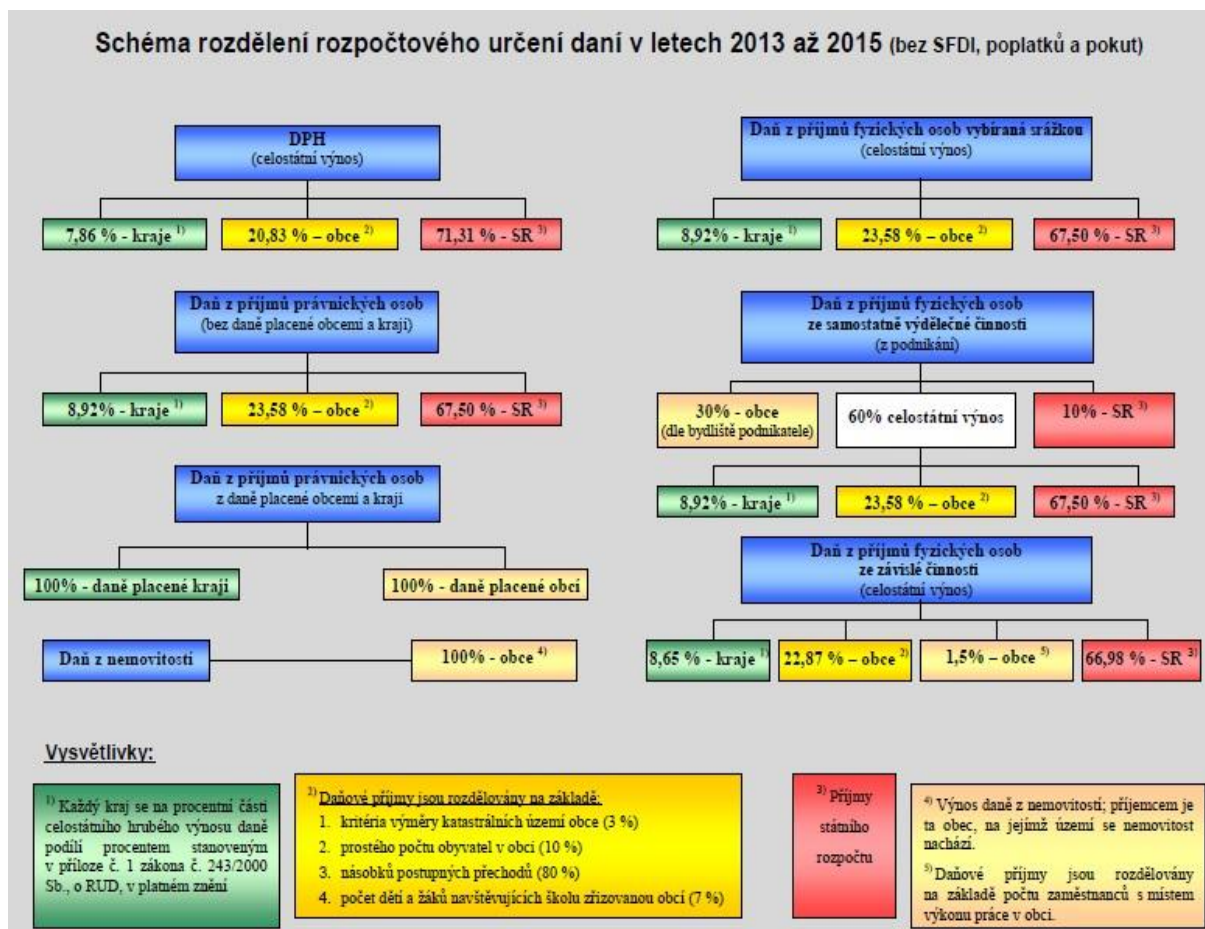 Schéma rozdělení rozpočtového určení daní v letech 2013 až 2015 (bez SFDI, poplatků a pokut)
DPH
(celostátní výnos)
7,86 % - kraje 1)
20,83 % – obce 2)
71,31 % - SR 3)
Daň z příjmů právnických osob
(bez daně placené obcemi a kraji)
8,92% - kraje 1)
23,58 % – obce 2)
67,50 % - SR 3)
Daň z příjmů právnických osob
z daně placené obcemi a kraji
100% - daně placené kraji
100% - daně placené obcí
Daň z nemovitostí
100% - obce 4)
Daň z příjmů fyzických osob vybíraná srážkou
(celostátní výnos)
8,92% - kraje 1)
23,58 % – obce 2)
67,50 % - SR 3)
Daň z příjmů fyzických osob
ze samostatně výdělečné činnosti
(z podnikání)
30% - obce
(dle bydliště podnikatele)
60% celostátní výnos
10% - SR 3)
8,92% - kraje 1)
23,58 % – obce 2)
67,50 % - SR 3)
Daň z příjmů fyzických osob
ze závislé činnosti
(celostátní výnos)
8,65 % - kraje 1)
22,87 % – obce 2)
1,5% – obce 5)
66,98 % - SR 3)
Vysvětlivky:
1) Každý kraj se na procentní části
celostátního hrubého výnosu daně
podílí procentem stanoveným
v příloze č. 1 zákona č. 243/2000
Sb., o RUD, v platném znění
2) Daňové příjmy jsou rozdělovány na základě:
1. kritéria výměry katastrálních území obce (3 %)
2. prostého počtu obyvatel v obci (10 %)
3. násobků postupných přechodů (80 %)
4. počet dětí a žáků navštěvujících školu zřizovanou obcí (7 %)
3) Příjmy
státního
rozpočtu
4) Výnos daně z nemovitostí; příjemcem je
ta obec, na jejímž území se nemovitost
nachází.
5) Daňové příjmy jsou rozdělovány
na základě počtu zaměstnanců s místem
výkonu práce v obci.